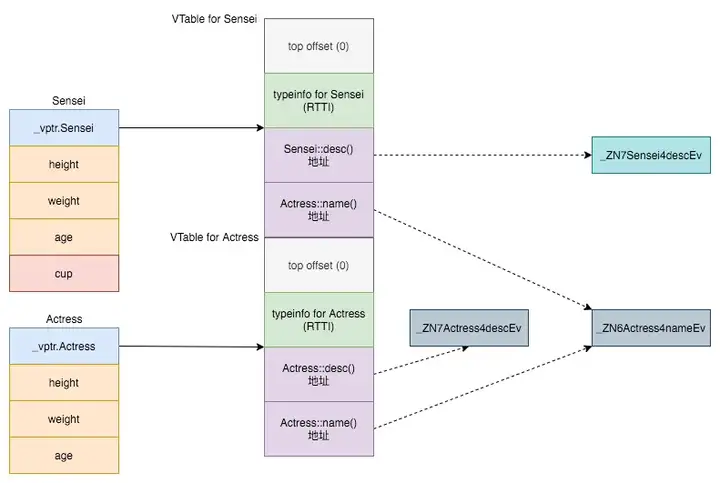 VTable for Sensei
top offset (0)
typeinfo for Sensei
(RTTI)
Sensei::desc()
地址
Actress::name()
地址
Sensei
_vptr.Sensei
height
weight
age
cup
_ZN7Sensei4descEv
VTable for Actress
top offset (0)
typeinfo for Actress
(RTTI)
Actress::desc()
地址
Actress::name()
地址
Actress
_vptr.Actress
height
weight
age
_ZN7Actress4descEv
_ZN6Actress4nameEv